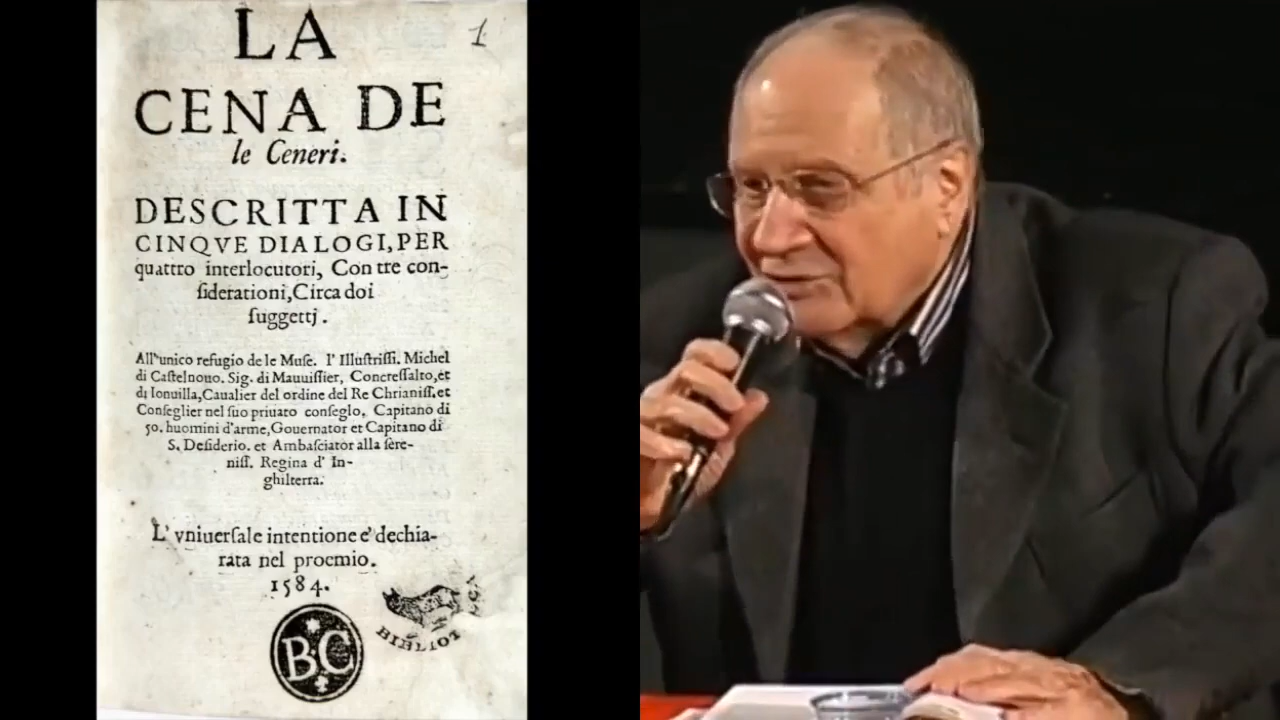 LA
1
CENA DE
le Ceneri.
DESCRITTA IN
CINQVE DIALOGI, PER
quattro interlocutori, Con tre con-
ſiderationi, Circa doi
ſuggettj.
All'unico refugio de le Muſe. l' Illuſtriſſi. Michel
di Caſtelnouo. Sig. di Mauuiſſier, Concreſſalto, et
di Ionuilla, Caualier del ordine del Re Chrianiſſ. et
Conſeglier nel ſuo priuato conſeglo, Capitano di
50. huomini d'arme, Gouernator et Capitano di
S. Deſiderio. et Ambaſciator alla ſere-
niſſ. Regina d' In-
ghilterra.
L' vniuerſale intentione e' dechia-
rata nel proemio.
1584.
BC
BIBLIOT